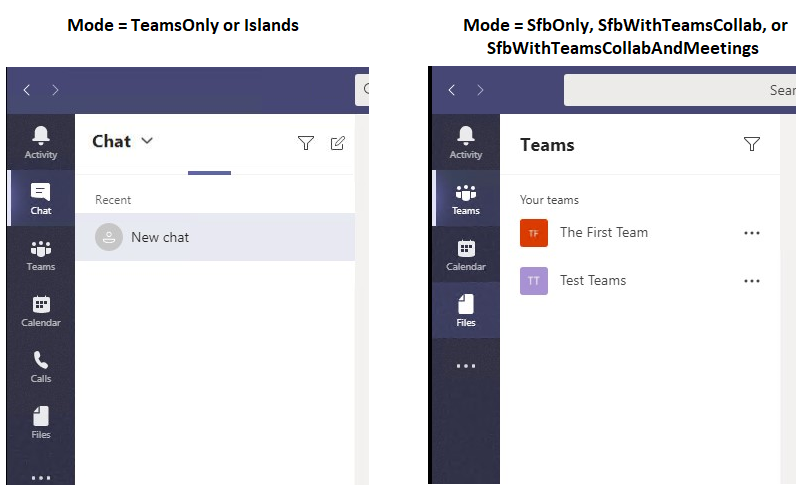 Mode = TeamsOnly or Islands
Chat
Recent
New chat
Activity
Chat
Teams
Calendar
Calls
Files
Mode = SfbOnly, SfbWithTeamsCollab, or
SfbWithTeamsCollabAndMeetings
Sear
Teams
Your teams
TF The First Team
TT Test Teams
Activity
Teams
Calendar
Files